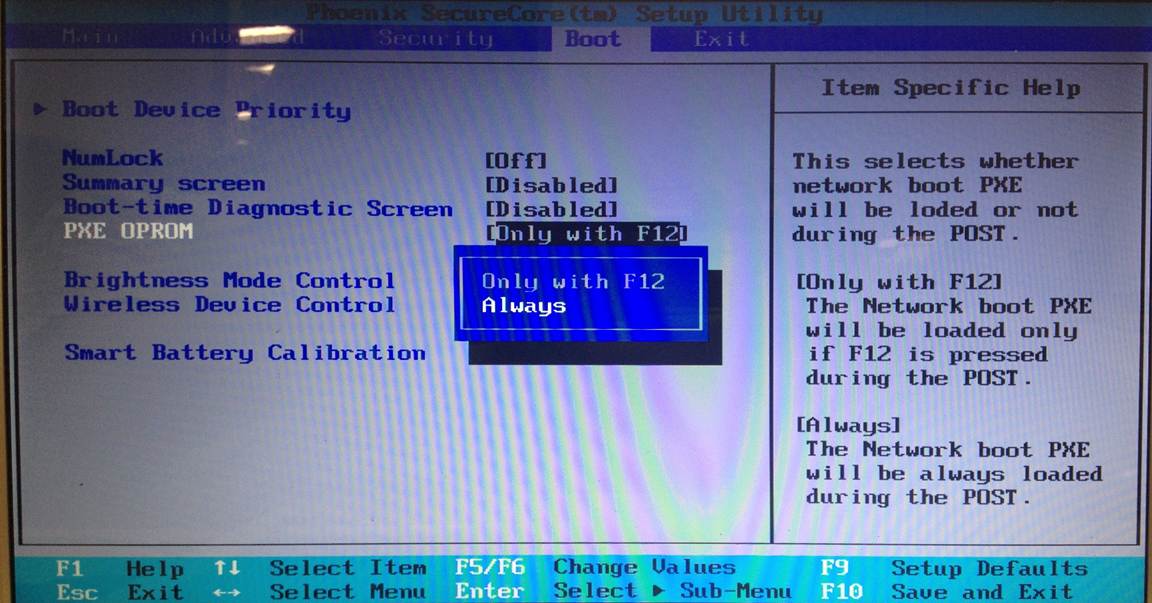 Phoenix SecureCore(tm) Setup Utility
Main Advanced Security Boot Exit
Boot Device Priority
NumLock [Off]
Summary screen [Disabled]
Boot-time Diagnostic Screen [Disabled]
PXE OPROM [Only with F12]
Only with F12
Always
Brightness Mode Control
Wireless Device Control
Smart Battery Calibration
Item Specific Help
This selects whether
network boot PXE
will be loded or not
during the POST.
[Only with F12]
The Network boot PXE
will be loaded only
if F12 is pressed
during the POST.
[Always]
The Network boot PXE
will be always loaded
during the POST.
F1 Help ↑↓ Select Item F5/F6 Change Values F9 Setup Defaults
Esc Exit ←→ Select Menu Enter Select ▶ Sub-Menu F10 Save and Exit